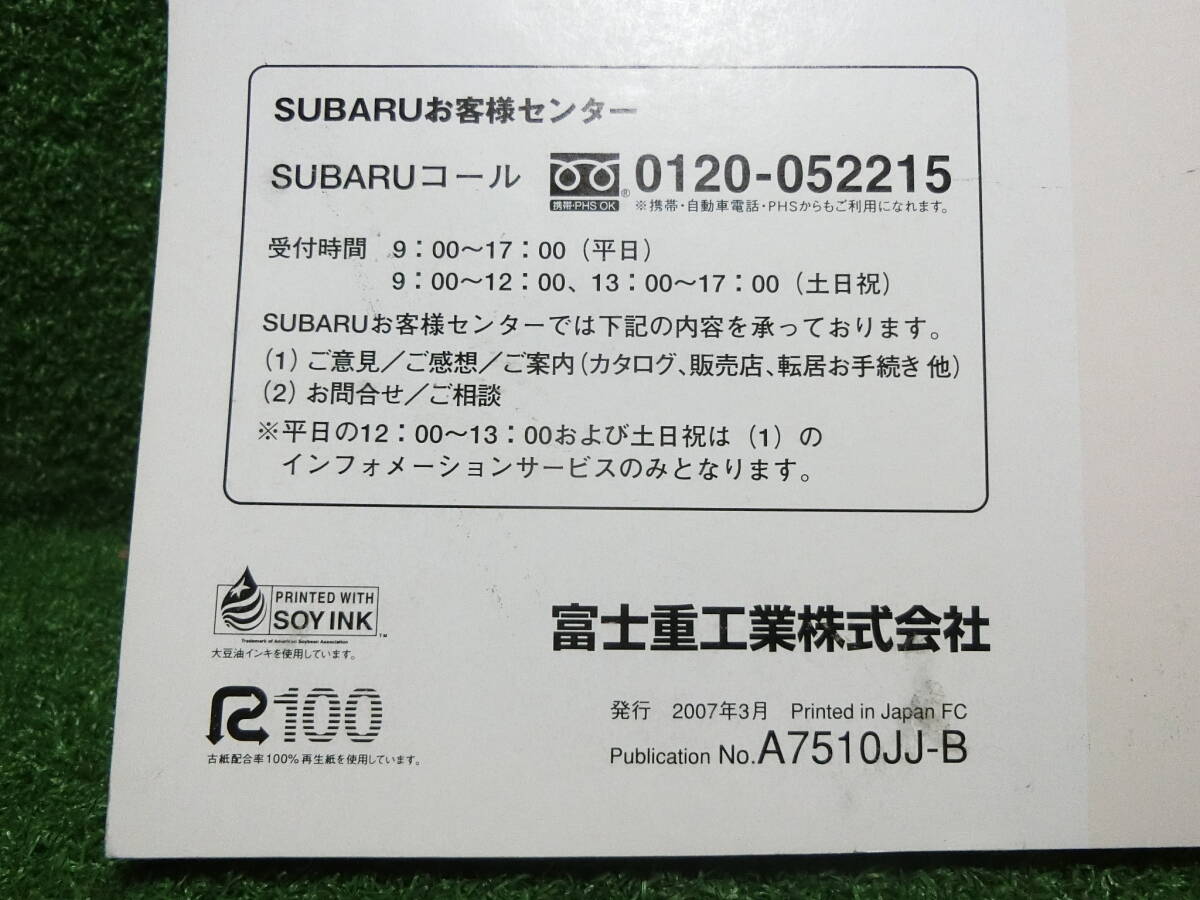 SUBARUお客様センター
SUBARUコール 0120-052215
携帯・PHS OK ※携帯・自動車電話・PHSからもご利用になれます。
受付時間 9:00〜17:00(平日)
9:00〜12:00、13:00〜17:00(土日祝)
SUBARUお客様センターでは下記の内容を承っております。
(1)ご意見/ご感想/ご案内(カタログ、販売店、転居お手続き 他)
(2)お問合せ/ご相談
※平日の12:00〜13:00および土日祝は(1)の
インフォメーションサービスのみとなります。
PRINTED WITH
SOY INK
Trademark of American Soybean Association
大豆油インキを使用しています。
R100
古紙配合率100%再生紙を使用しています。
富士重工業株式会社
発行 2007年3月 Printed in Japan FC
Publication No.A7510JJ-B